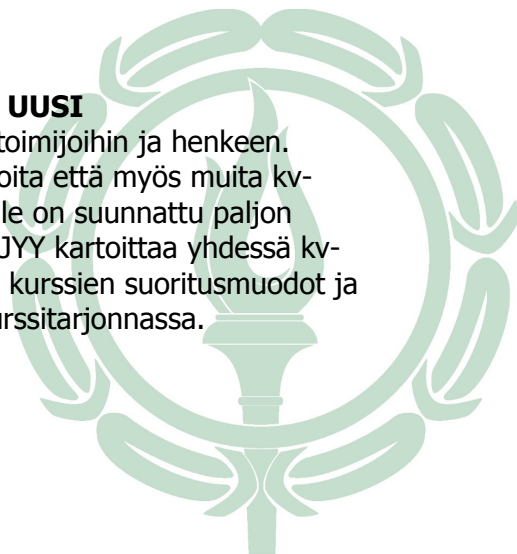 UUSI
toimijoihin ja henkeen.
oita että myös muita kv-
le on suunnattu paljon
JYY kartoittaa yhdessä kv-
kurssien suoritusmuodot ja
urssitarjonnassa.